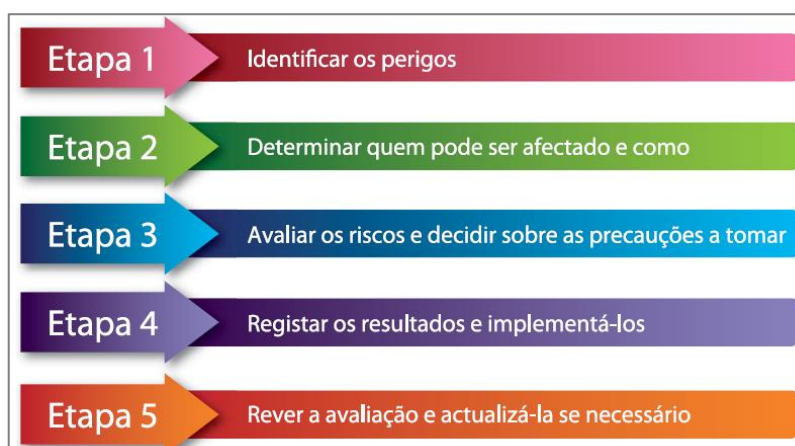 Etapa 1 Identificar os perigos
Etapa 2 Determinar quem pode ser afectado e como
Etapa 3 Avaliar os riscos e decidir sobre as precauções a tomar
Etapa 4 Registar os resultados e implementá-los
Etapa 5 Rever a avaliação e actualizá-la se necessário